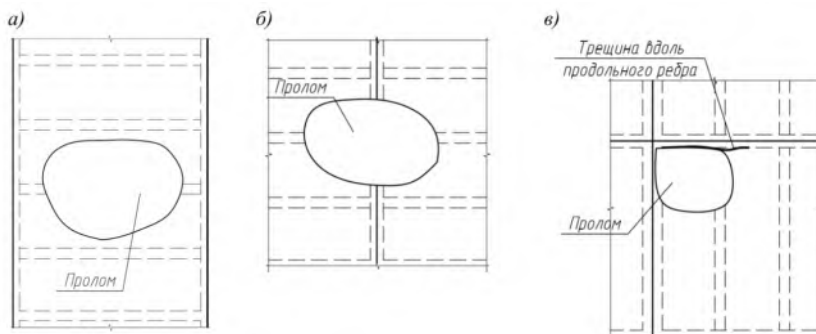 а)
Пролом
б)
Пролом
в)
Трещина вдоль
продольного ребра
Пролом